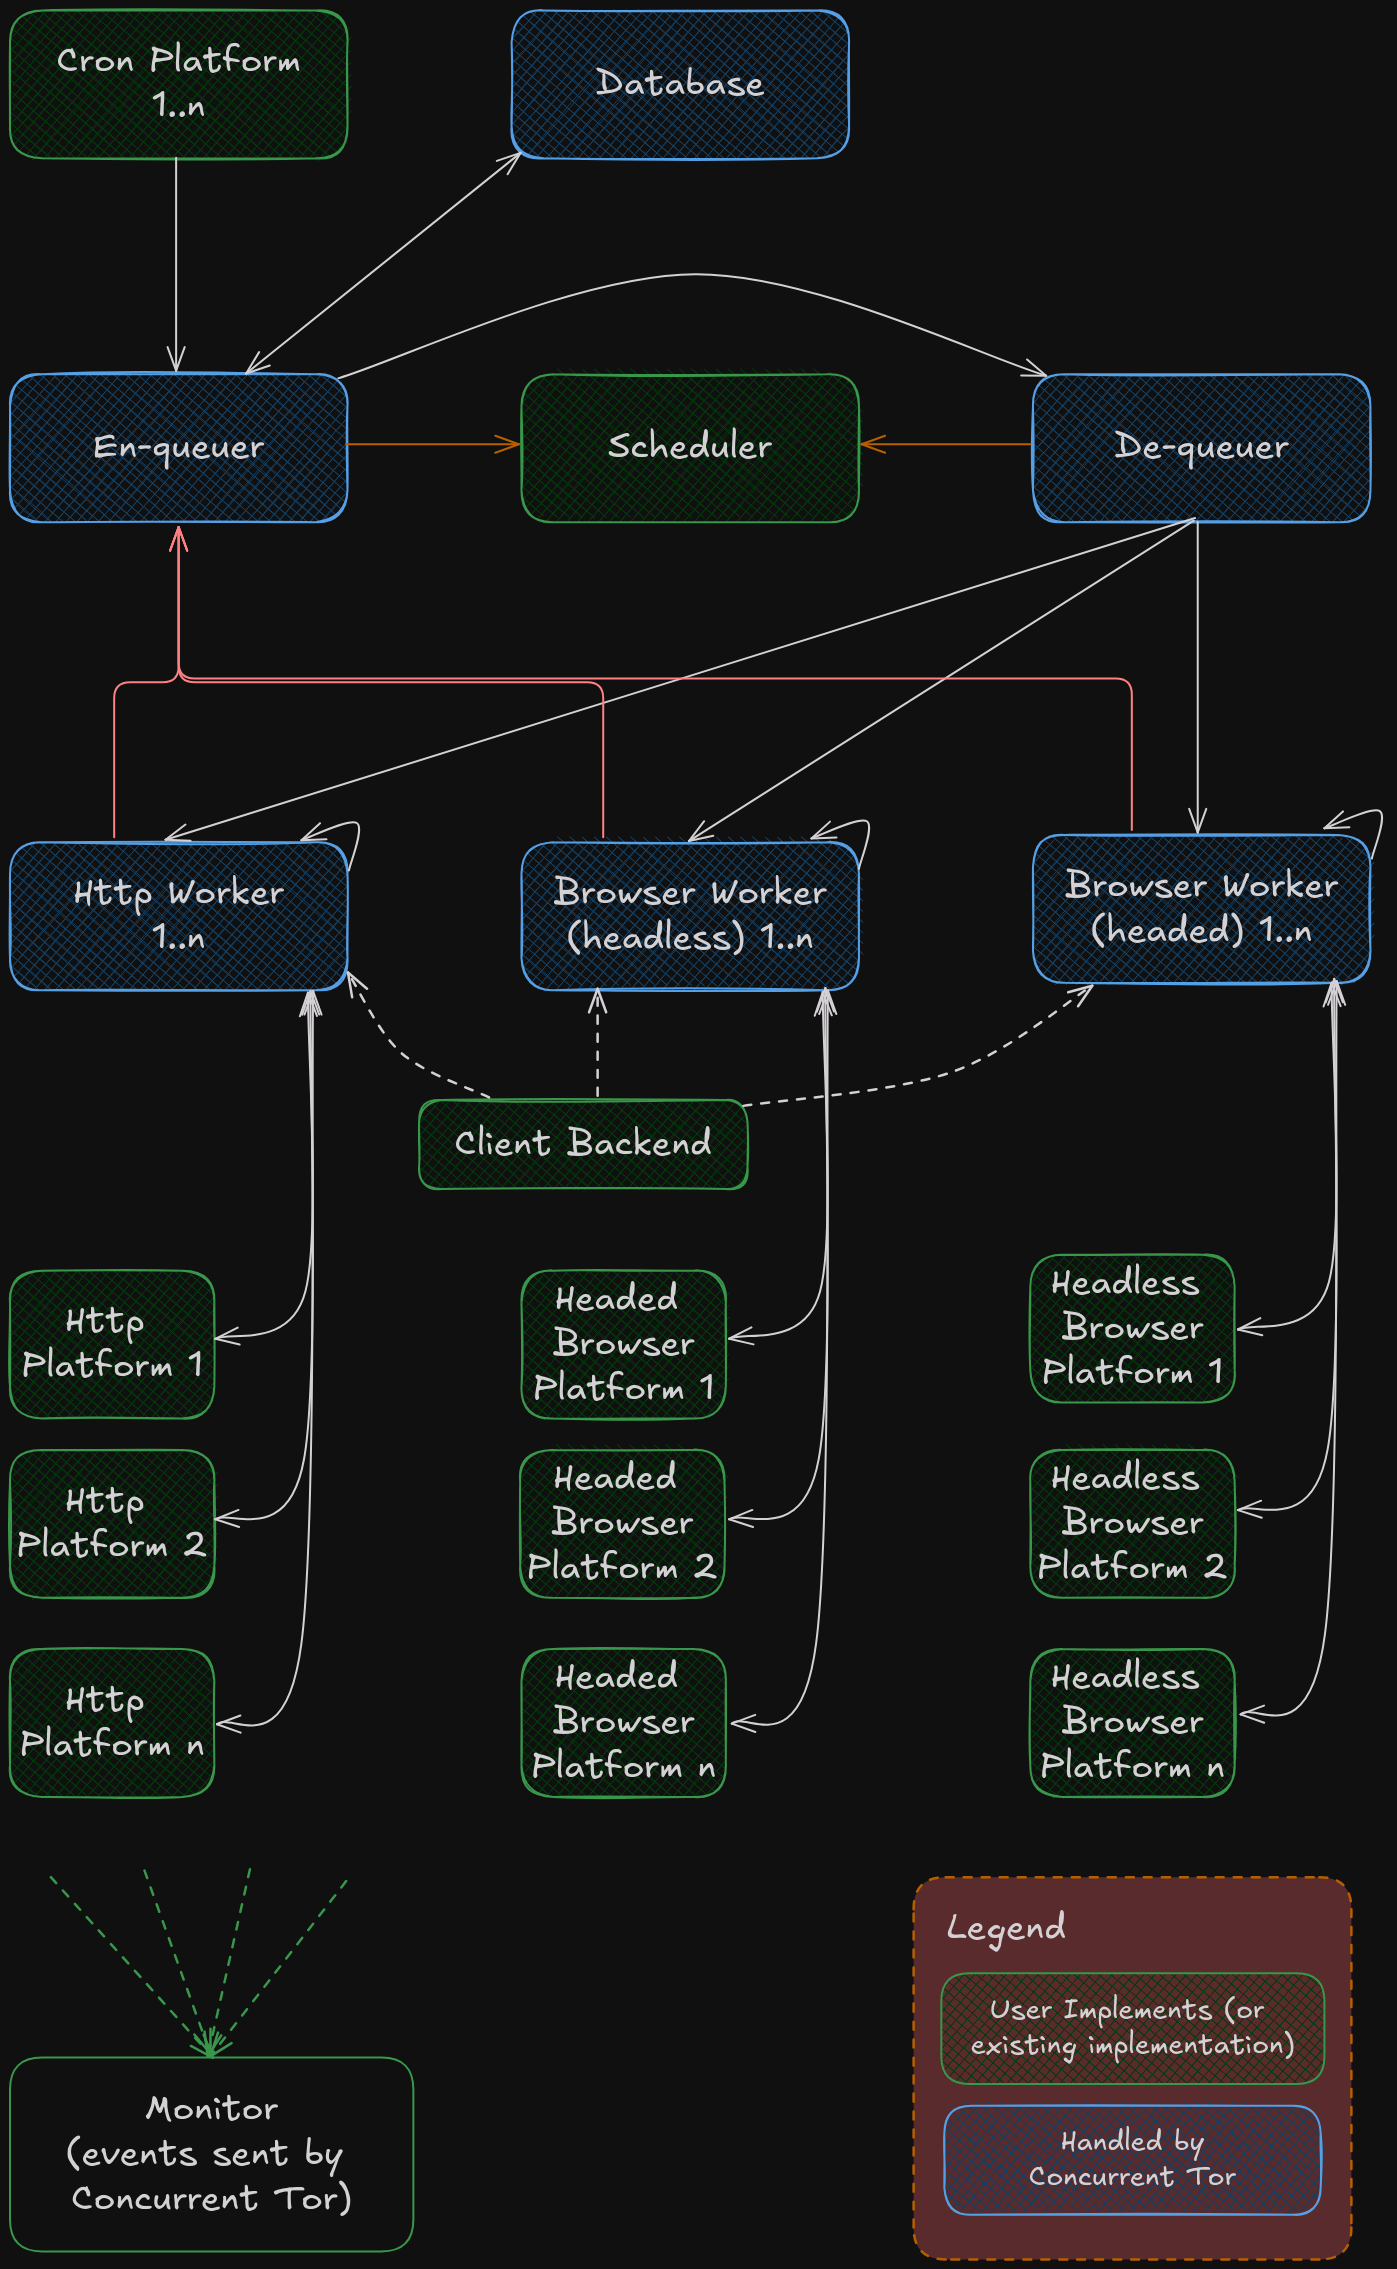 Cron Platform
1..n
Database
En-queuer
Scheduler
De-queuer
Http Worker
1..n
Browser Worker
(headless) 1..n
Browser Worker
(headed) 1..n
Client Backend
Http
Platform 1
Headed
Browser
Platform 1
Headless
Browser
Platform 1
Http
Platform 2
Headed
Browser
Platform 2
Headless
Browser
Platform 2
Http
Platform n
Headed
Browser
Platform n
Headless
Browser
Platform n
Monitor
(events sent by
Concurrent Tor)
Legend
User Implements (or
existing implementation)
Handled by
Concurrent Tor